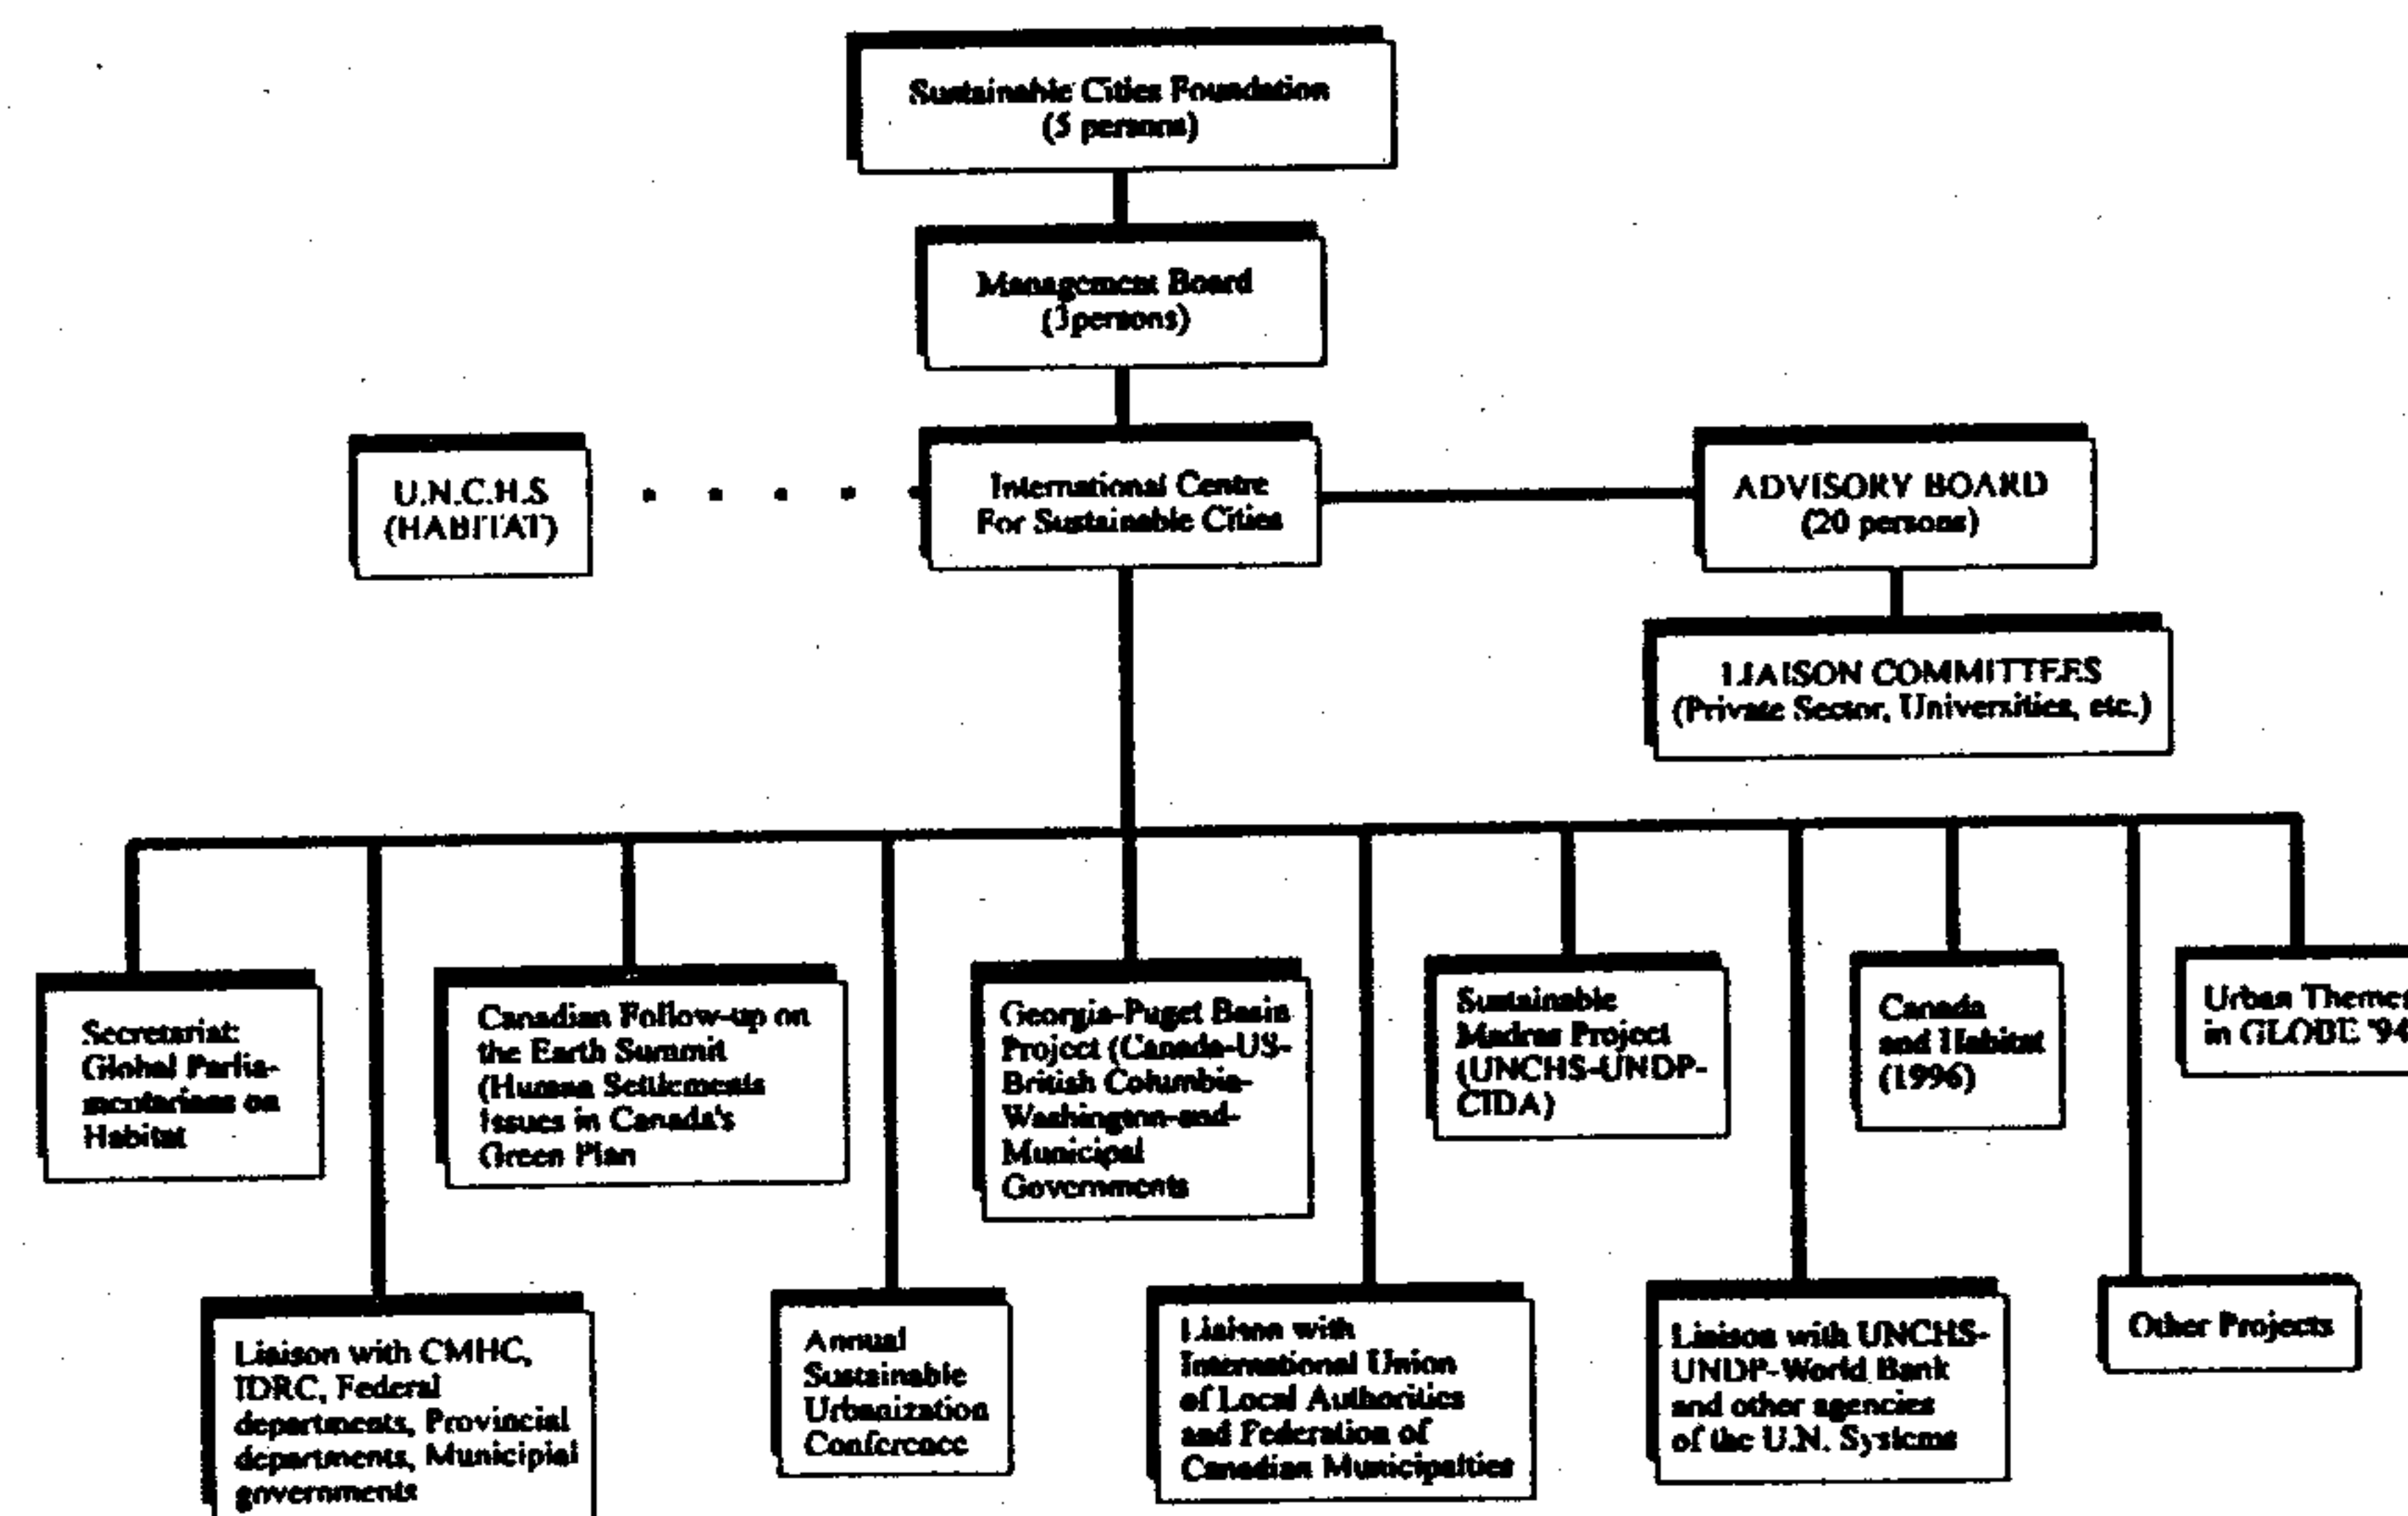 Sustainable Cities Foundation
(5 persons)
Management Board
(3persons)
U.N.C.H.S
(HABITAT)
International Centre
For Sustainable Cities
ADVISORY BOARD
(20 persons)
LIAISON COMMITTEES
(Private Sector, Universities, etc.)
Secretariat:
Global Parlia-
mentarians on
Habitat
Canadian Follow-up on
the Earth Summit
(Human Settlements
Issues in Canada's
Green Plan
Georgia-Puget Basin
Project (Canada-US-
British Columbia-
Washington-and-
Municipal
Governments
Sustainable
Madras Project
(UNCHS-UNDP-
CIDA)
Canada
and Habitat
(1996)
Urban Themes
in GLOBE '94
Liaison with CMHC,
IDRC, Federal
departments, Provincial
departments, Municipial
governments
Annual
Sustainable
Urbanization
Conference
Liaison with
International Union
of Local Authorities
and Federation of
Canadian Municipalties
Liaison with UNCHS-
UNDP-World Bank
and other agencies
of the U.N. Systems
Other Projects